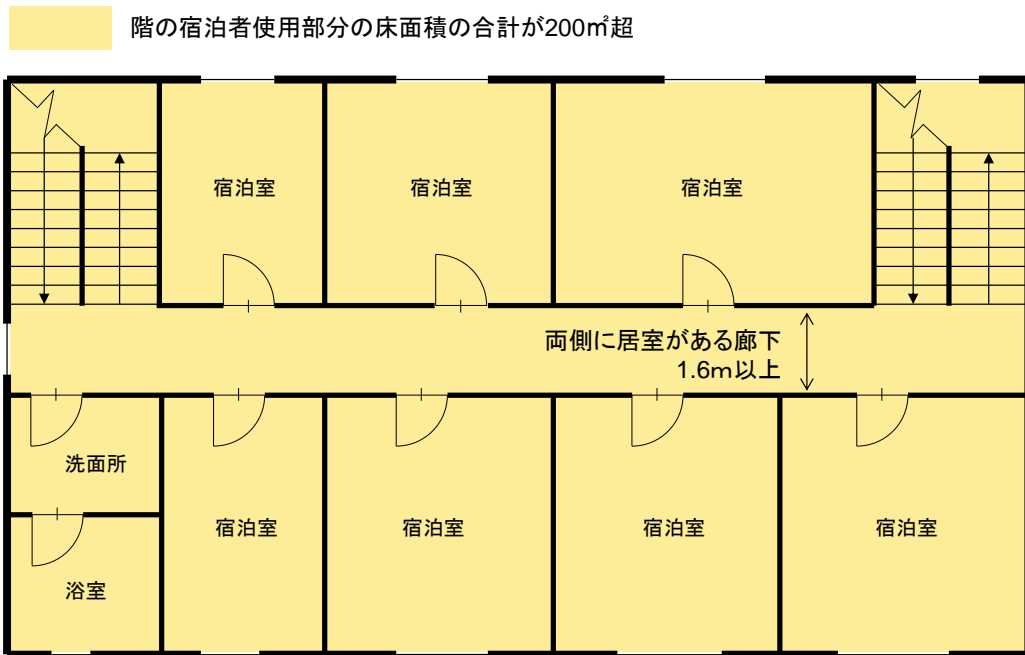 階の宿泊者使用部分の床面積の合計が200㎡超
宿泊室
宿泊室
宿泊室
両側に居室がある廊下
1.6m以上
洗面所
宿泊室
宿泊室
宿泊室
宿泊室
浴室